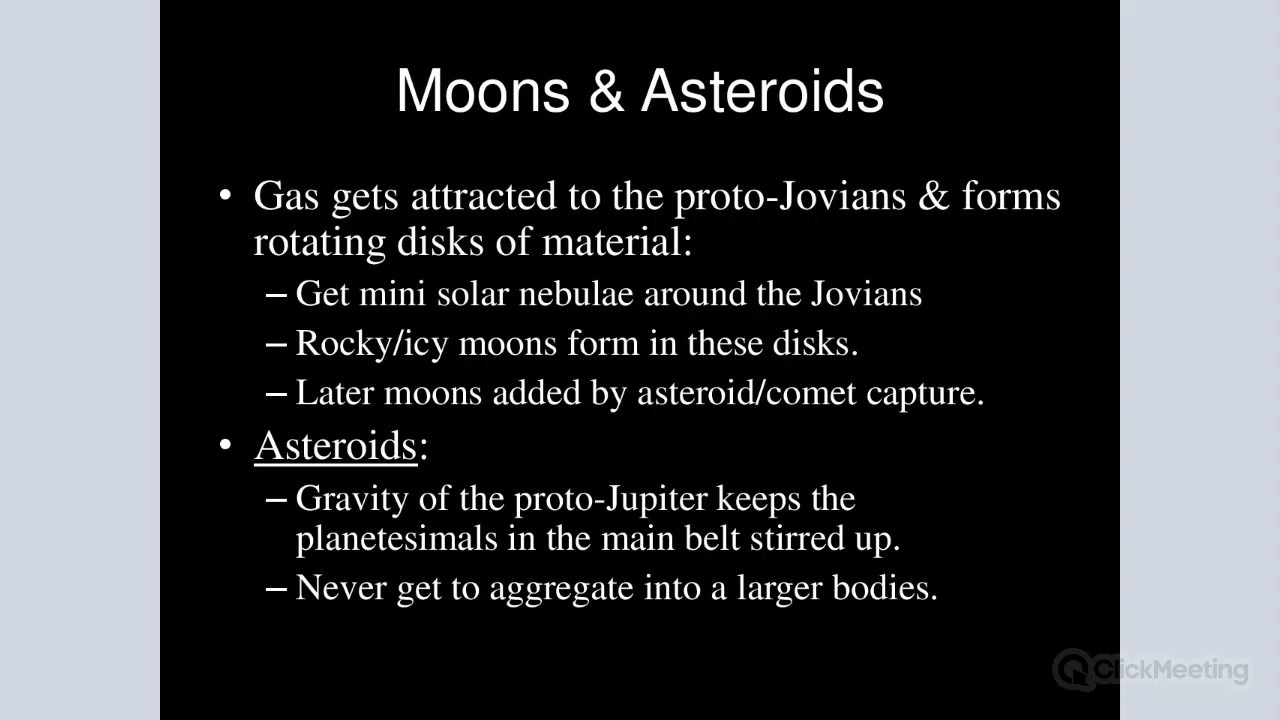 Moons & Asteroids
• Gas gets attracted to the proto-Jovians & forms
rotating disks of material:
– Get mini solar nebulae around the Jovians
– Rocky/icy moons form in these disks.
– Later moons added by asteroid/comet capture.
• Asteroids:
– Gravity of the proto-Jupiter keeps the
planetesimals in the main belt stirred up.
– Never get to aggregate into a larger bodies.
ClickMeeting